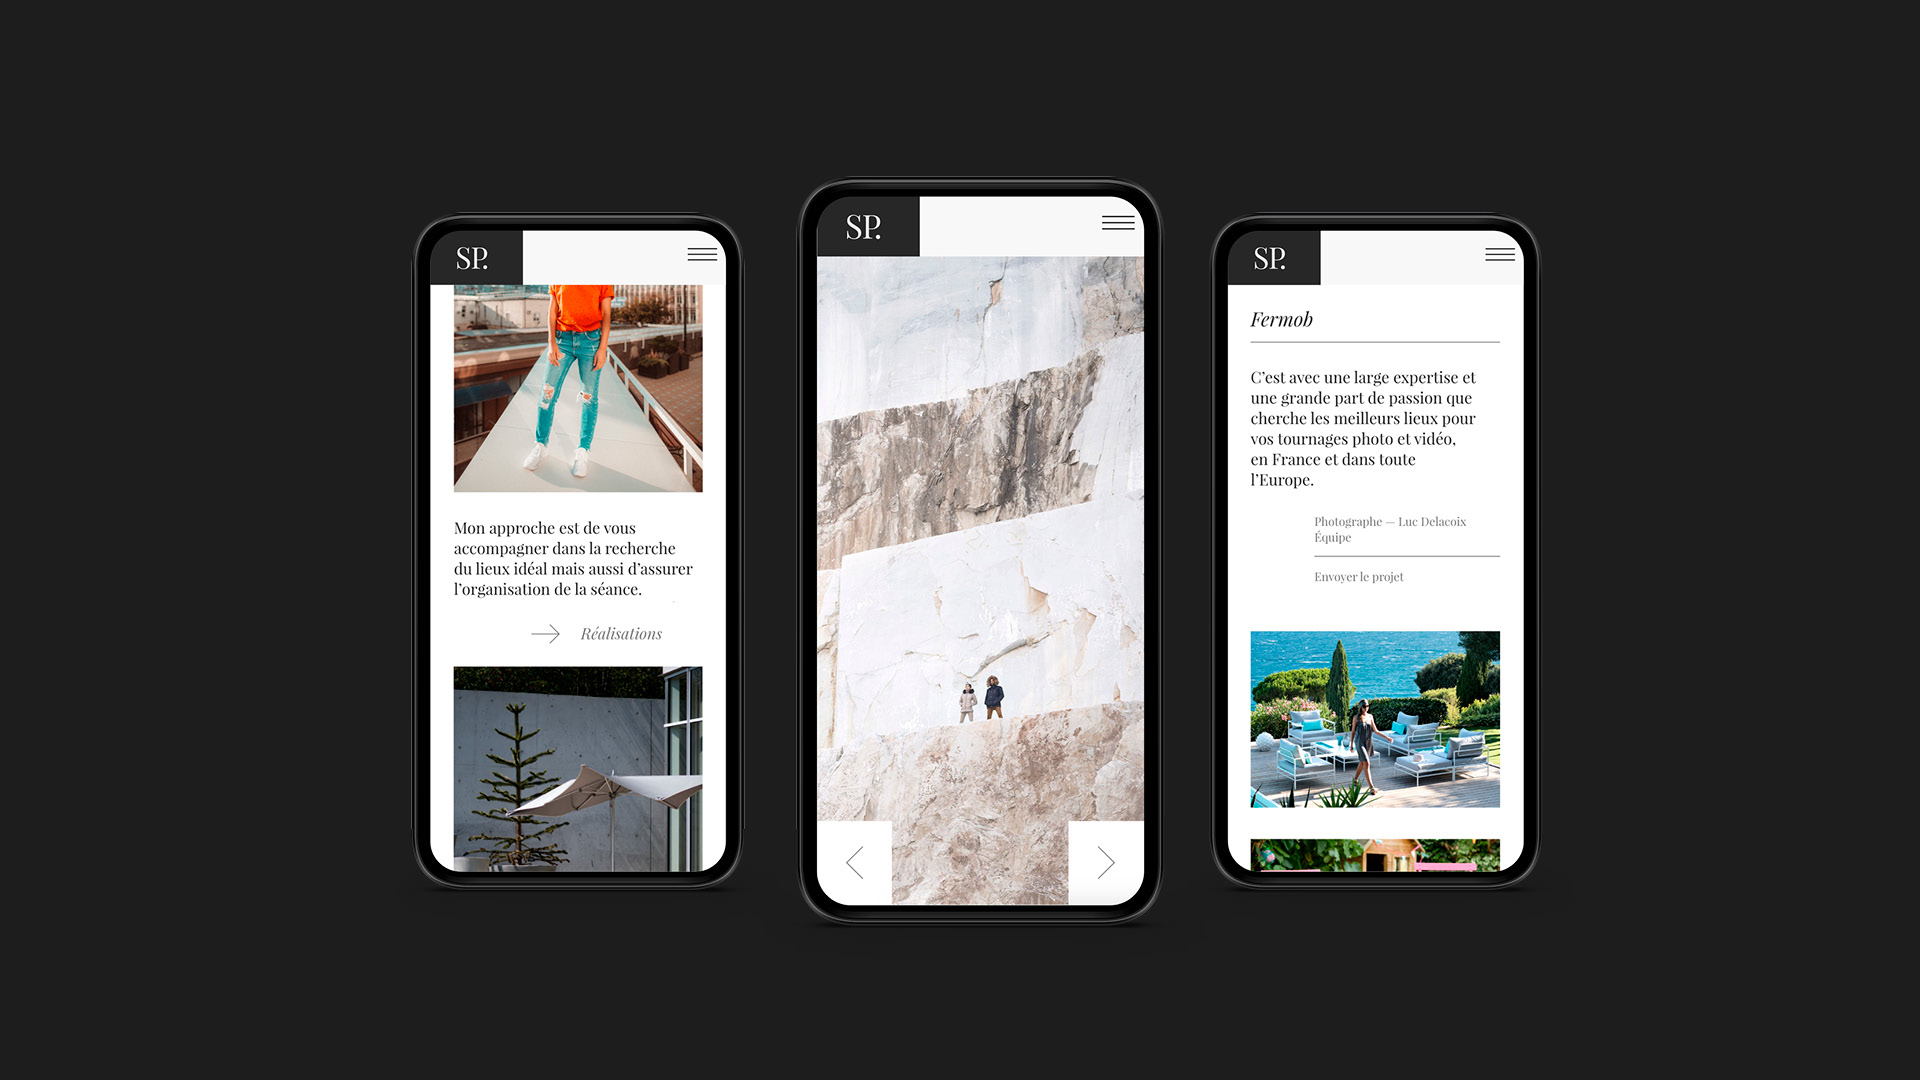 SP.
Mon approche est de vous
accompagner dans la recherche
du lieux idéal mais aussi d’assurer
l’organisation de la séance.
Réalisations
SP.
SP.
Fermob
C’est avec une large expertise et
une grande part de passion que
cherche les meilleurs lieux pour
vos tournages photo et vidéo,
en France et dans toute
l’Europe.
Photographe — Luc Delacoix
Équipe
Envoyer le projet